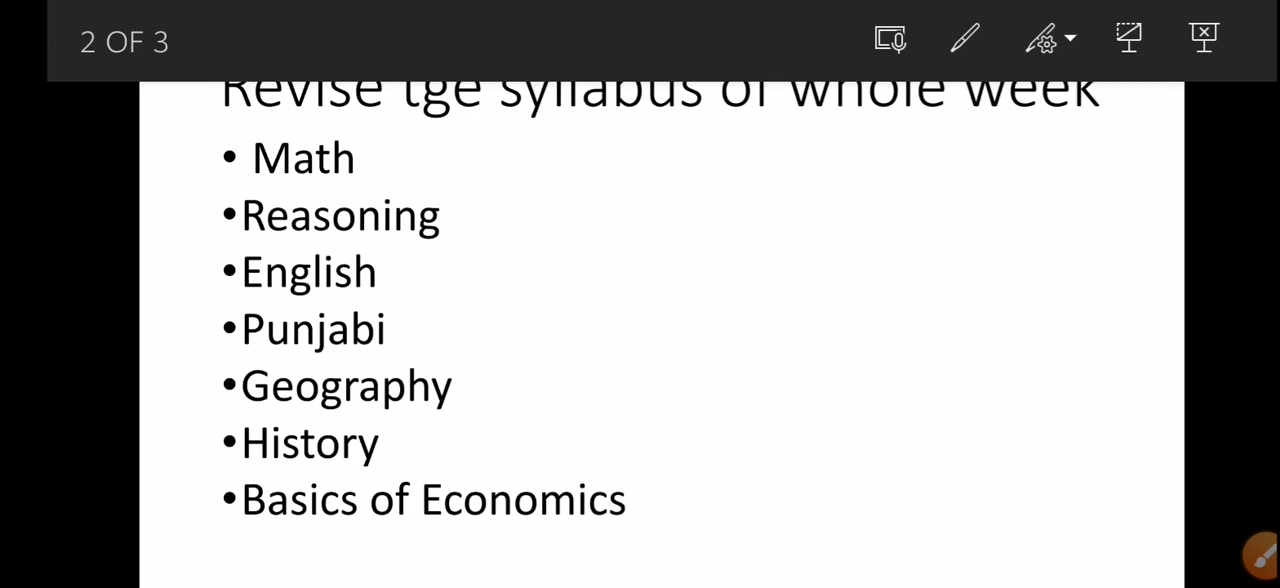 2 OF 3
Revise tge syllabus of whole week
• Math
•Reasoning
•English
•Punjabi
•Geography
•History
•Basics of Economics